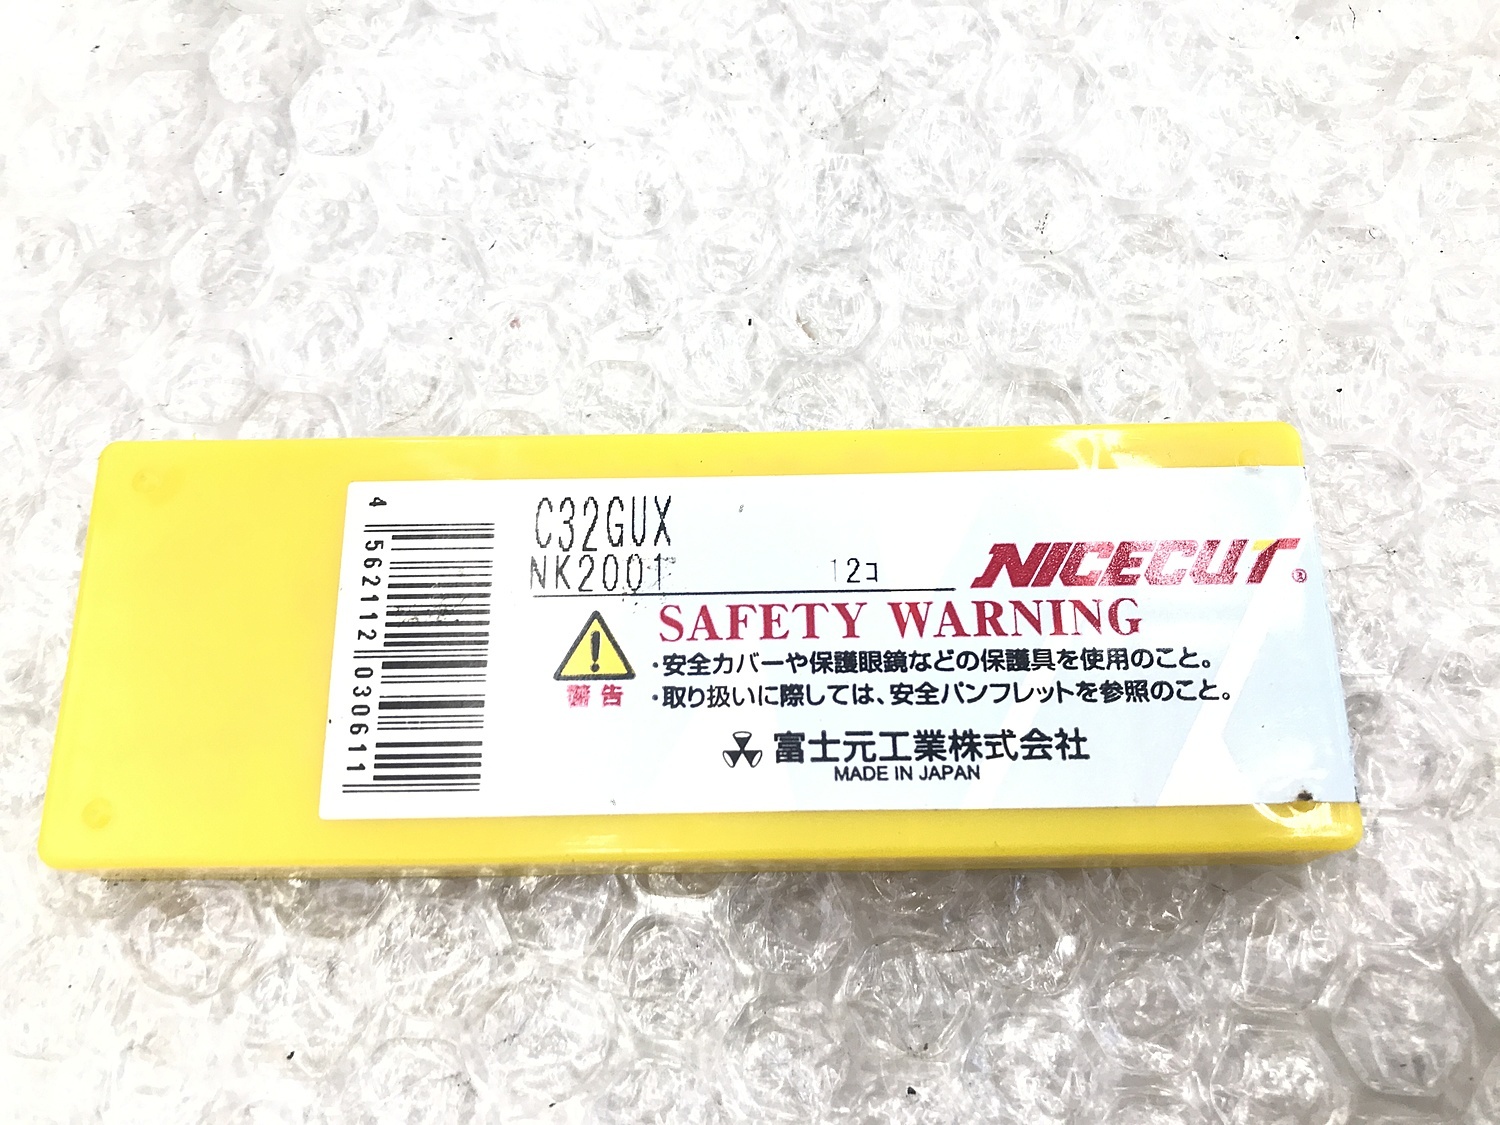 C32GUX
NK2001 12コ
NICECUT®
SAFETY WARNING
警告
・安全カバーや保護眼鏡などの保護具を使用のこと。
・取り扱いに際しては、安全パンフレットを参照のこと。
富士元工業株式会社
MADE IN JAPAN
4 562112 030611